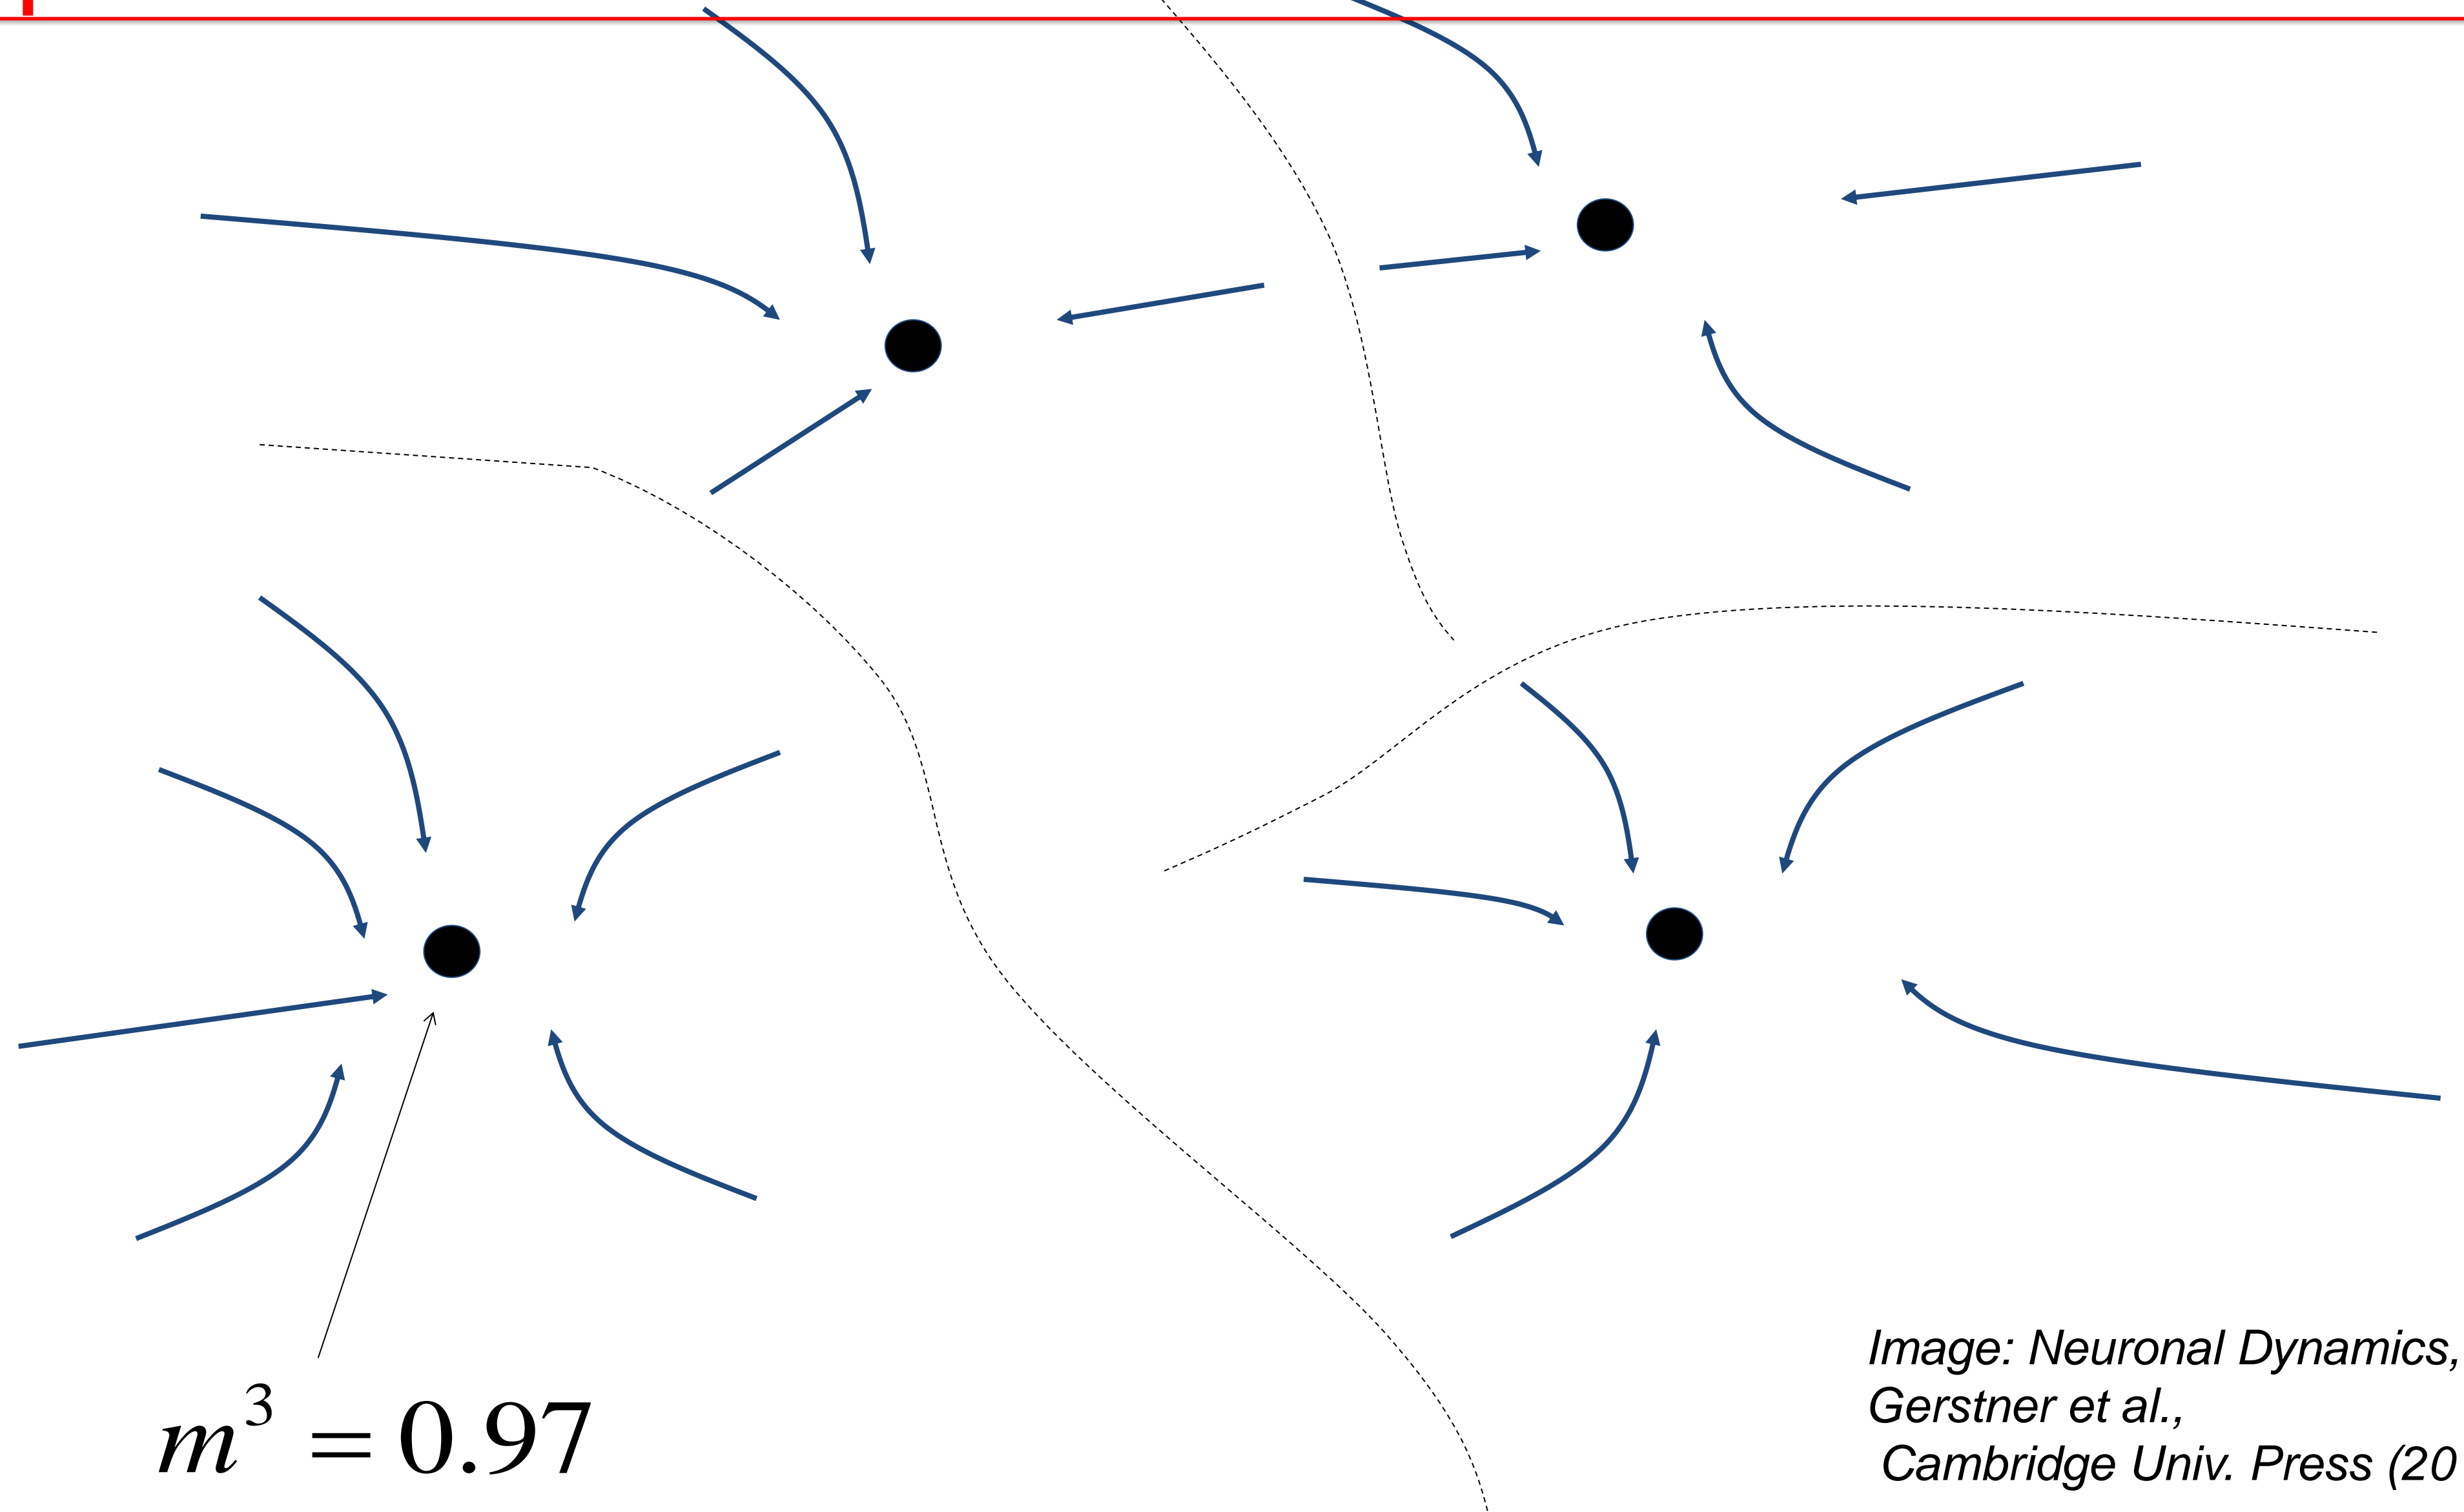 m³ = 0.97
Image: Neuronal Dynamics,
Gerstner et al.,
Cambridge Univ. Press (20